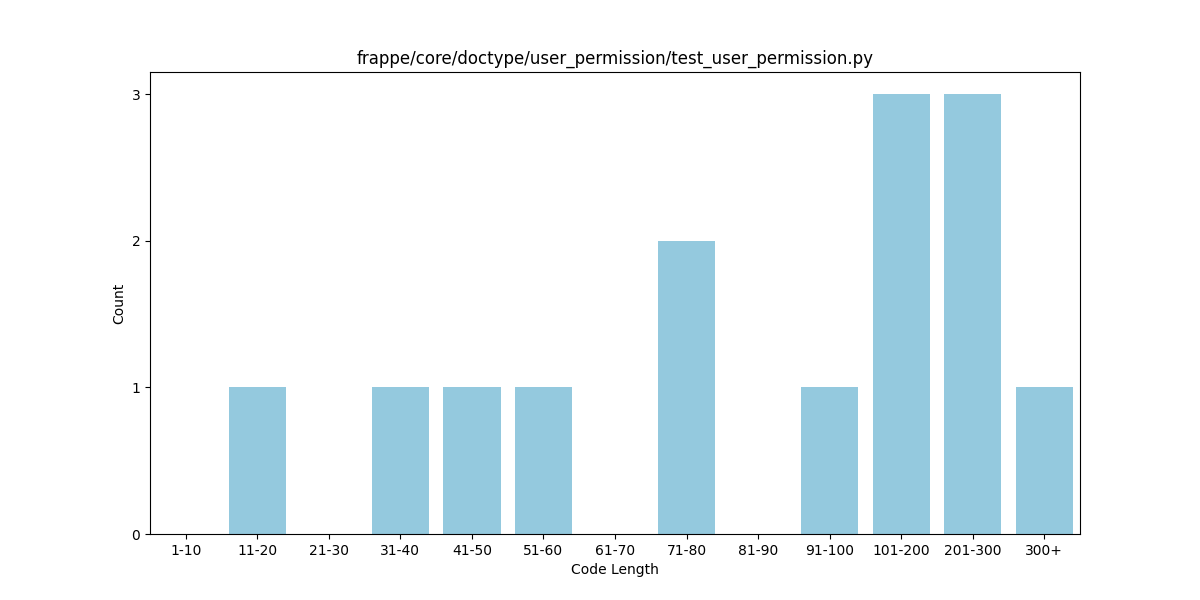 frappe/core/doctype/user_permission/test_user_permission.py
3
2
1
0
Count
1-10 11-20 21-30 31-40 41-50 51-60 61-70 71-80 81-90 91-100 101-200 201-300 300+
Code Length